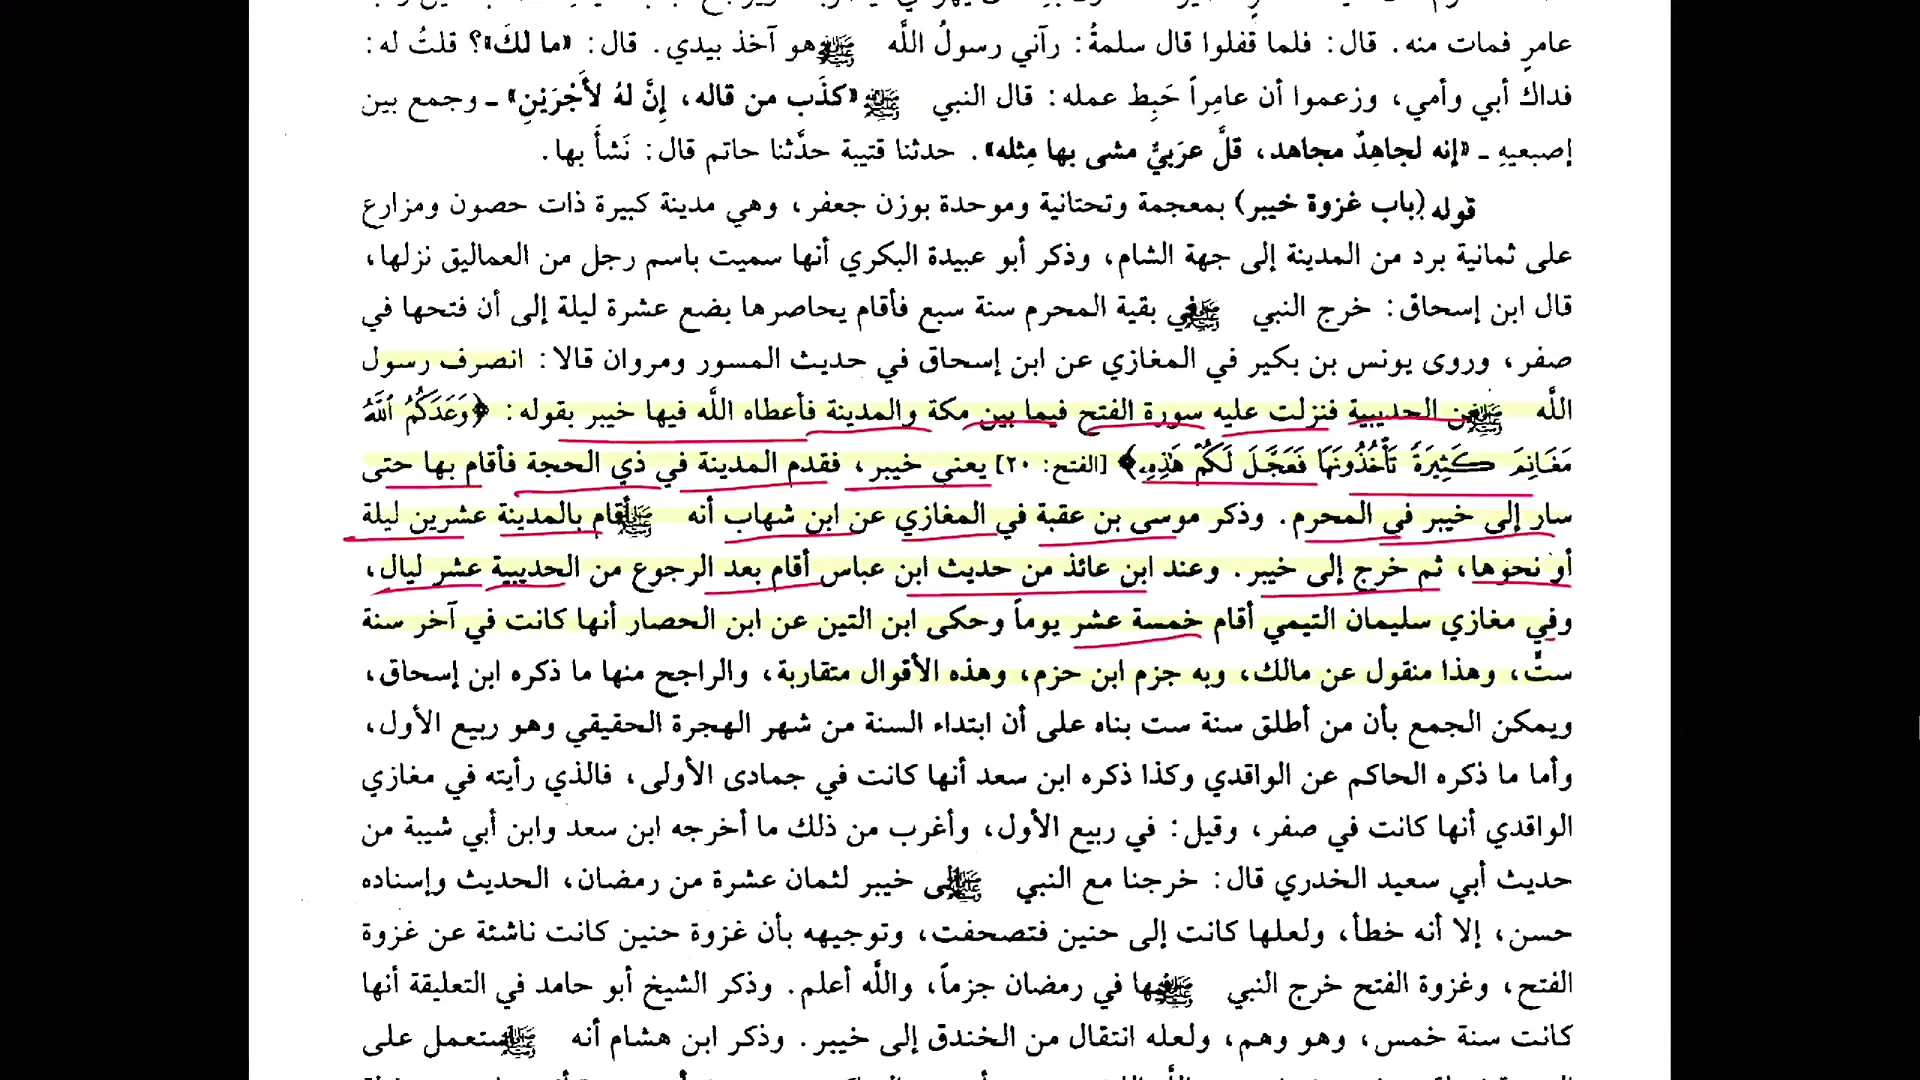 عامرٍ فمات منه. قال: فلما قفلوا قال سلمةُ: رآني رسولُ اللَّه ﷺ وهو آخذ بيدي. قال: «ما لكَ»؟ قلتُ له:
فداك أبي وأمي، وزعموا أن عامِراً حَبِط عمله: قال النبي ﷺ «كذَب من قاله، إنَّ لهُ لأَجْرَيْنِ» ـ وجمع بين
إصبعيهِ ـ «إنه لجاهِدٌ مجاهد، قلَّ عرَبيُّ مشى بها مِثله». حدثنا قتيبة حدَّثنا حاتم قال: نَشأَ بها.
قوله (باب غزوة خيبر) بمعجمة وتحتانية وموحدة بوزن جعفر، وهي مدينة كبيرة ذات حصون ومزارع
على ثمانية برد من المدينة إلى جهة الشام، وذكر أبو عبيدة البكري أنها سميت باسم رجل من العماليق نزلها،
قال ابن إسحاق: خرج النبي ﷺ في بقية المحرم سنة سبع فأقام يحاصرها بضع عشرة ليلة إلى أن فتحها في
صفر، وروى يونس بن بكير في المغازي عن ابن إسحاق في حديث المسور ومروان قالا: انصرف رسول
اللَّه ﷺ من الحديبية فنزلت عليه سورة الفتح فيما بين مكة والمدينة فأعطاه اللَّه فيها خيبر بقوله: ﴿وَعَدَكُمُ ٱللَّهُ
مَغَانِمَ كَثِيرَةً تَأْخُذُونَهَا فَعَجَّلَ لَكُمْ هَٰذِهِۦ﴾ [الفتح: ٢٠] يعني خيبر، فقدم المدينة في ذي الحجة فأقام بها حتى
سار إلى خيبر في المحرم. وذكر موسى بن عقبة في المغازي عن ابن شهاب أنه ﷺ أقام بالمدينة عشرين ليلة
أو نحوها، ثم خرج إلى خيبر. وعند ابن عائذ من حديث ابن عباس أقام بعد الرجوع من الحديبية عشر ليال،
وفي مغازي سليمان التيمي أقام خمسة عشر يوماً وحكى ابن التين عن ابن الحصار أنها كانت في آخر سنة
ستّ، وهذا منقول عن مالك، وبه جزم ابن حزم، وهذه الأقوال متقاربة، والراجح منها ما ذكره ابن إسحاق،
ويمكن الجمع بأن من أطلق سنة ست بناه على أن ابتداء السنة من شهر الهجرة الحقيقي وهو ربيع الأول،
وأما ما ذكره الحاكم عن الواقدي وكذا ذكره ابن سعد أنها كانت في جمادى الأولى، فالذي رأيته في مغازي
الواقدي أنها كانت في صفر، وقيل: في ربيع الأول، وأغرب من ذلك ما أخرجه ابن سعد وابن أبي شيبة من
حديث أبي سعيد الخدري قال: خرجنا مع النبي ﷺ إلى خيبر لثمان عشرة من رمضان، الحديث وإسناده
حسن، إلا أنه خطأ، ولعلها كانت إلى حنين فتصحفت، وتوجيهه بأن غزوة حنين كانت ناشئة عن غزوة
الفتح، وغزوة الفتح خرج النبي ﷺ فيها في رمضان جزماً، واللَّه أعلم. وذكر الشيخ أبو حامد في التعليقة أنها
كانت سنة خمس، وهو وهم، ولعله انتقال من الخندق إلى خيبر. وذكر ابن هشام أنه ﷺ استعمل على